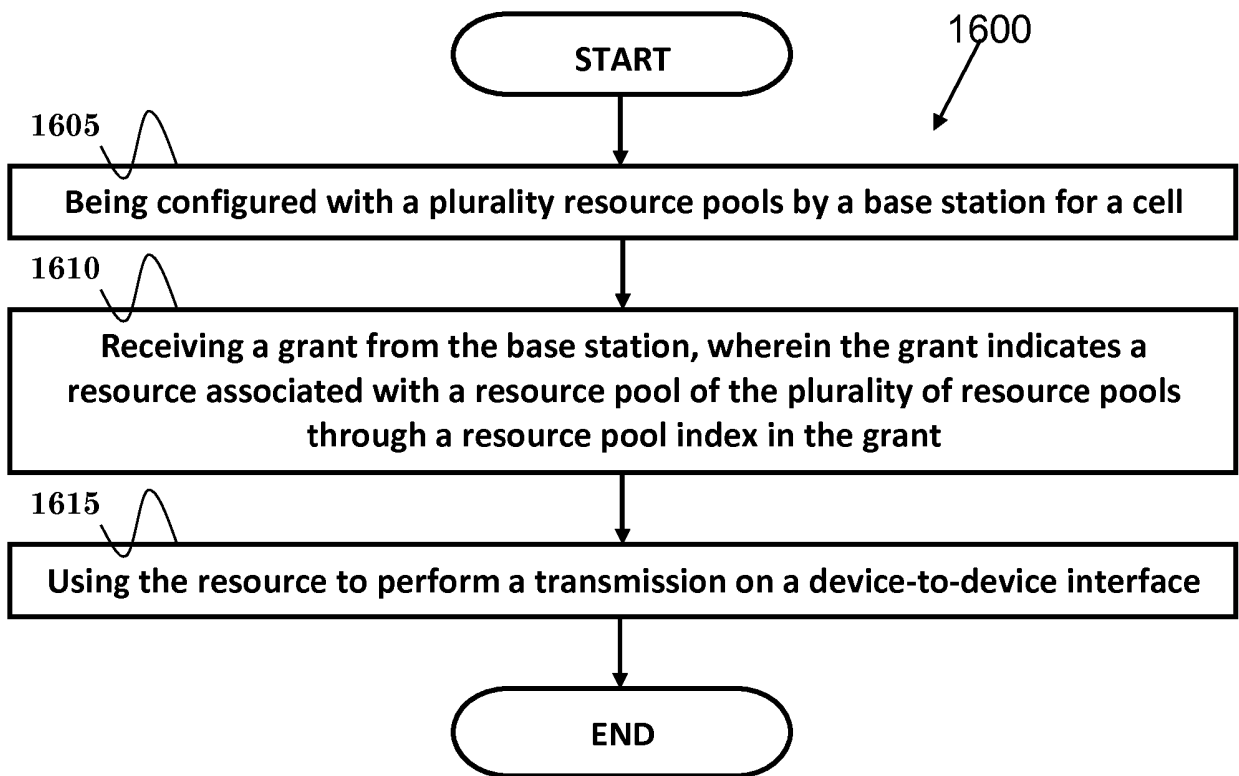 START
1600
1605
Being configured with a plurality resource pools by a base station for a cell
1610
Receiving a grant from the base station, wherein the grant indicates a
resource associated with a resource pool of the plurality of resource pools
through a resource pool index in the grant
1615
Using the resource to perform a transmission on a device-to-device interface
END